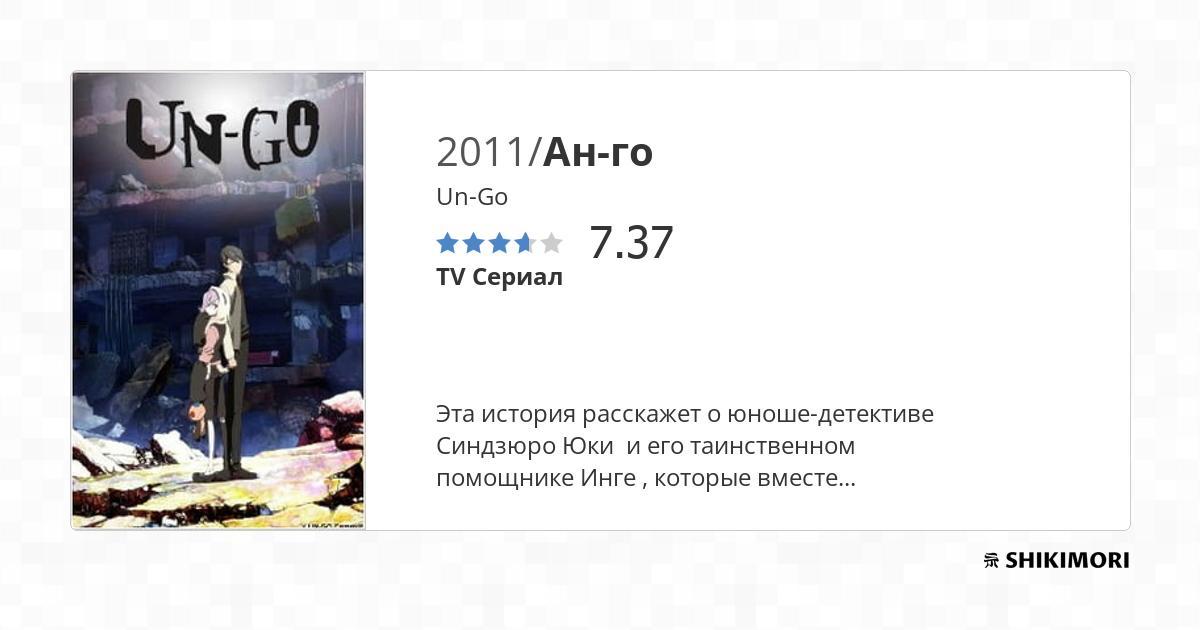 UN-GO
2011/Ан-го
Un-Go
7.37
TV Сериал
Эта история расскажет о юноше-детективе
Синдзюро Юки и его таинственном
помощнике Инге , которые вместе...
SHIKIMORI